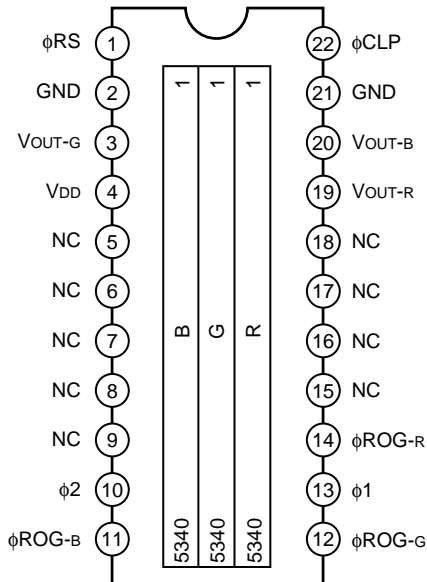 φRS 1 22 φCLP
GND 2 1 1 1 21 GND
VOUT-G 3 20 VOUT-B
VDD 4 19 VOUT-R
NC 5 18 NC
NC 6 17 NC
NC 7 B G R 16 NC
NC 8 15 NC
NC 9 14 φROG-R
φ2 10 13 φ1
φROG-B 11 5340 5340 5340 12 φROG-G